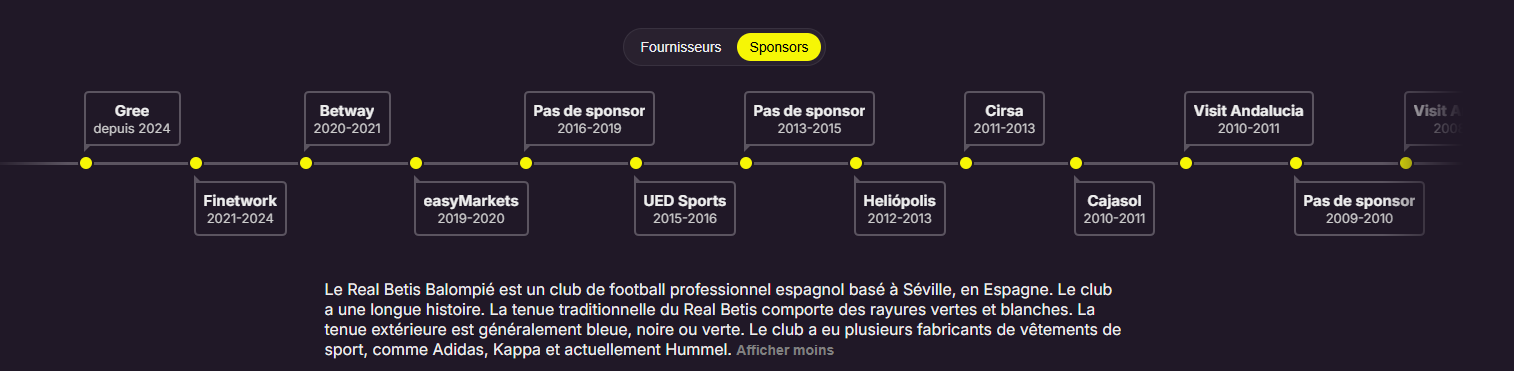 Fournisseurs
Sponsors
Gree
depuis 2024
Finetwork
2021-2024
Betway
2020-2021
easyMarkets
2019-2020
Pas de sponsor
2016-2019
UED Sports
2015-2016
Pas de sponsor
2013-2015
Heliópolis
2012-2013
Cirsa
2011-2013
Cajasol
2010-2011
Visit Andalucia
2010-2011
Pas de sponsor
2009-2010
Visit
Le Real Betis Balompié est un club de football professionnel espagnol basé à Séville, en Espagne. Le club
a une longue histoire. La tenue traditionnelle du Real Betis comporte des rayures vertes et blanches. La
tenue extérieure est généralement bleue, noire ou verte. Le club a eu plusieurs fabricants de vêtements de
sport, comme Adidas, Kappa et actuellement Hummel. Afficher moins